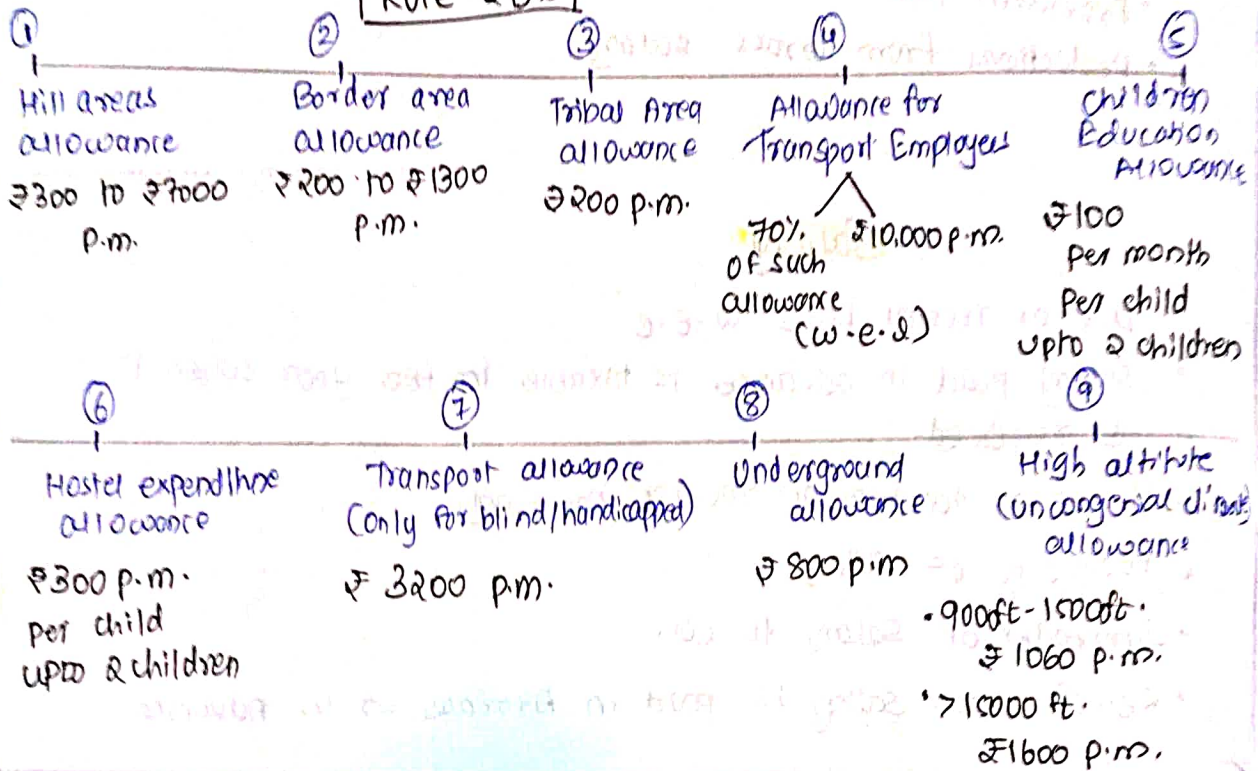 ①
Hill areas
allowance
₹300 to ₹7000
p.m.
②
Border area
allowance
₹200 to ₹1300
p.m.
③
Tribal Area
allowance
₹200 p.m.
④
Allowance for
Transport Employees
70% ₹10,000 p.m.
of such
allowance
(w.e.l)
⑤
Children
Education
Allowance
₹100
per month
per child
upto 2 children
⑥
Hostel expenditure
allowance
₹300 p.m.
per child
upto 2 children
⑦
Transport allowance
(only for blind/handicapped)
₹ 3200 p.m.
⑧
Underground
allowance
₹800 p.m
⑨
High altitute
(uncongenial climate)
allowance
•900ft-1500ft.
₹1060 p.m.
•>15000 ft.
₹1600 p.m.